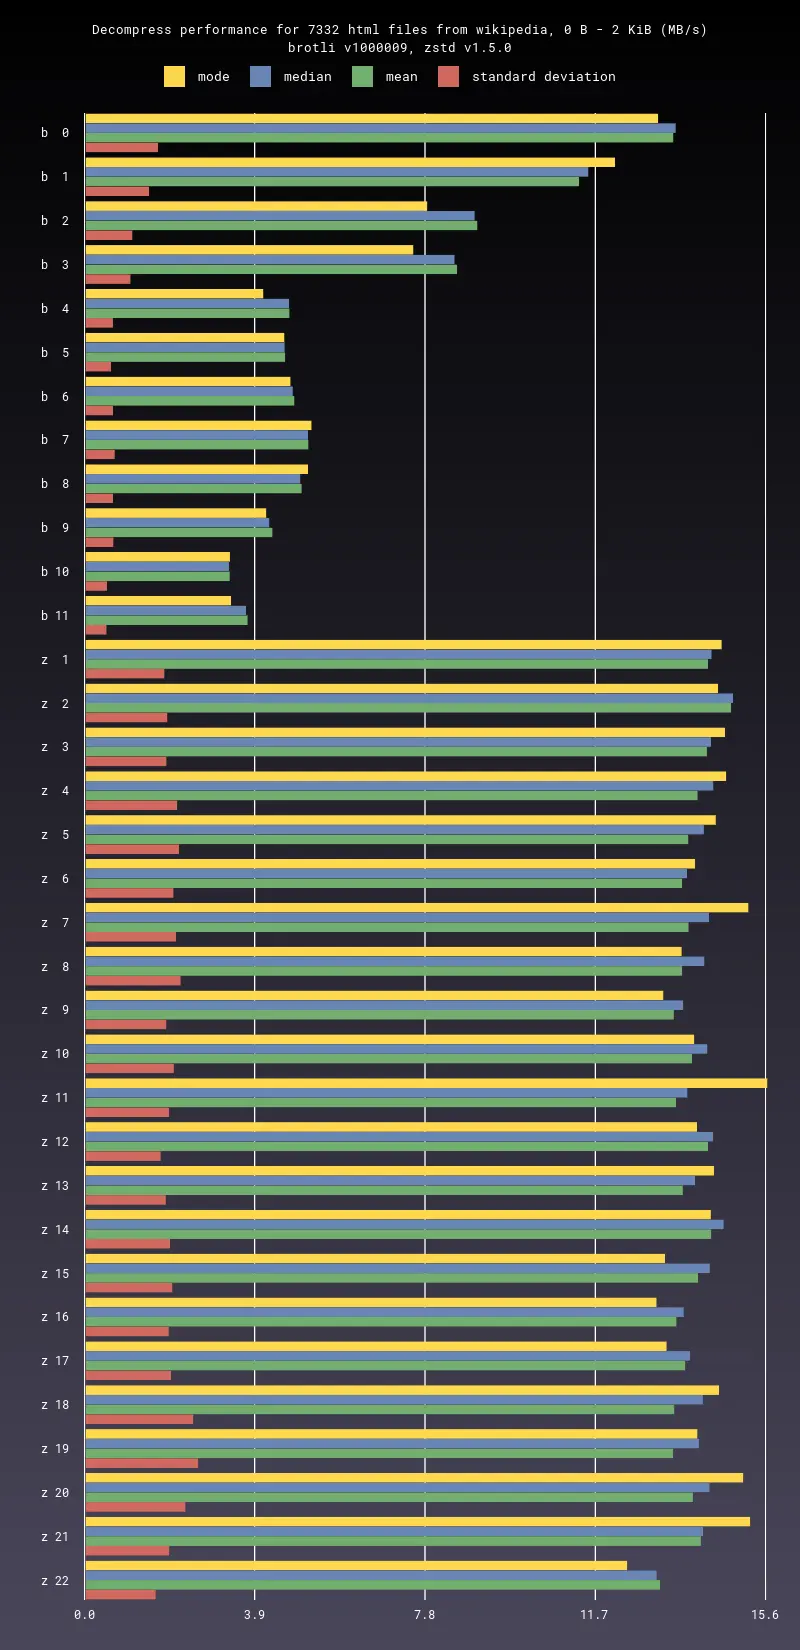 Decompress performance for 7332 html files from wikipedia, 0 B - 2 KiB (MB/s)
brotli v1000009, zstd v1.5.0
mode median mean standard deviation
b 0
b 1
b 2
b 3
b 4
b 5
b 6
b 7
b 8
b 9
b 10
b 11
z 1
z 2
z 3
z 4
z 5
z 6
z 7
z 8
z 9
z 10
z 11
z 12
z 13
z 14
z 15
z 16
z 17
z 18
z 19
z 20
z 21
z 22
0.0 3.9 7.8 11.7 15.6